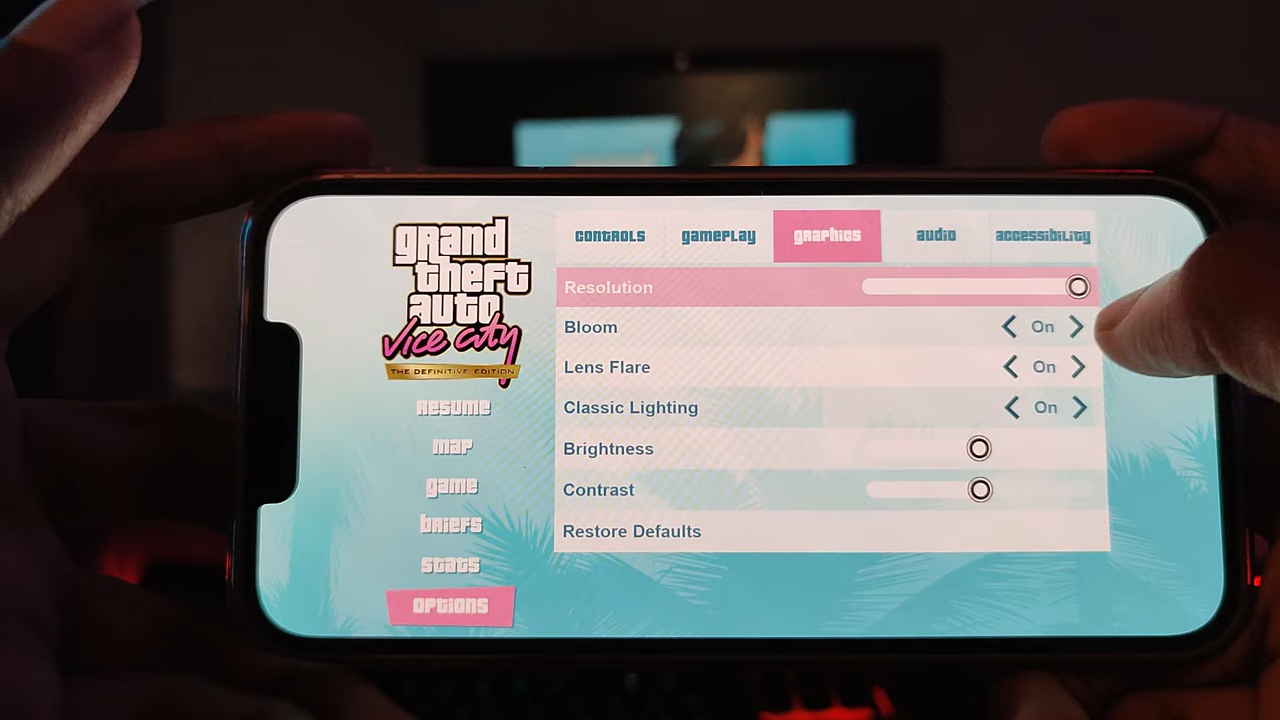 grand
theft
auto
vice city
THE DEFINITIVE EDITION
resume
map
game
briefs
stats
options
controls gameplay graphics audio accessibility
Resolution
Bloom On
Lens Flare On
Classic Lighting On
Brightness
Contrast
Restore Defaults